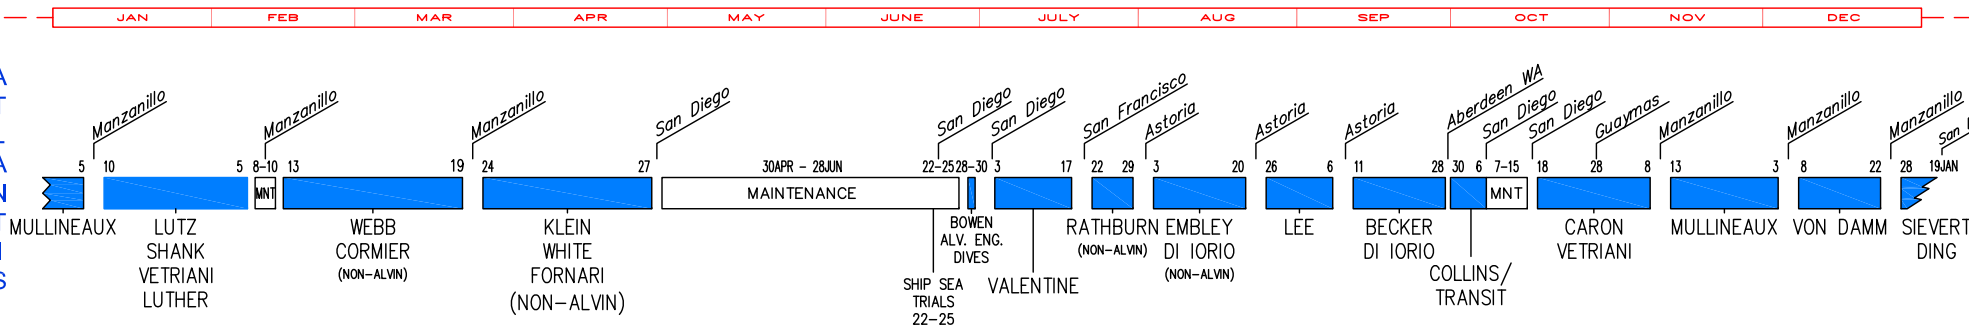 JAN FEB MAR APR MAY JUNE JULY AUG SEP OCT NOV DEC
ATLANTIS
Manzanillo Manzanillo Manzanillo San Diego San Diego San Diego San Francisco Astoria Astoria Astoria Aberdeen WA San Diego San Diego Guaymas Manzanillo Manzanillo Manzanillo San
5 10 5 8-10 13 19 24 27 30APR - 28JUN 22-25 28-30 3 17 22 29 3 20 26 6 11 28 30 6 7-15 18 28 8 13 3 8 22 28 19JAN
MNT MAINTENANCE MNT
MULLINEAUX
LUTZ
SHANK
VETRIANI
LUTHER
WEBB
CORMIER
(NON-ALVIN)
KLEIN
WHITE
FORNARI
(NON-ALVIN)
SHIP SEA
TRIALS
22-25
BOWEN
ALV. ENG.
DIVES
VALENTINE
RATHBURN
(NON-ALVIN)
EMBLEY
DI IORIO
(NON-ALVIN)
LEE
BECKER
DI IORIO
COLLINS/
TRANSIT
CARON
VETRIANI
MULLINEAUX
VON DAMM
SIEVERT
DING